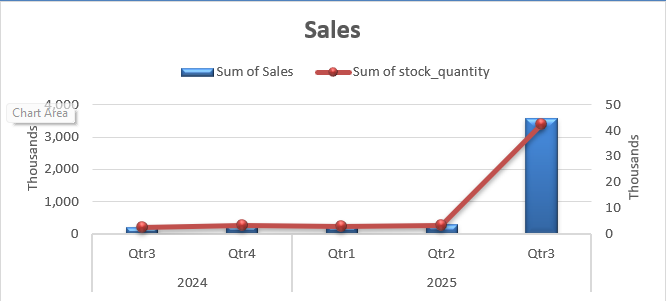 Sales
Sum of Sales Sum of stock_quantity
4,000 50
Chart Area
3,000 40
30
2,000
20
1,000
10
0 0
Thousands
Thousands
Qtr3 Qtr4 Qtr1 Qtr2 Qtr3
2024 2025